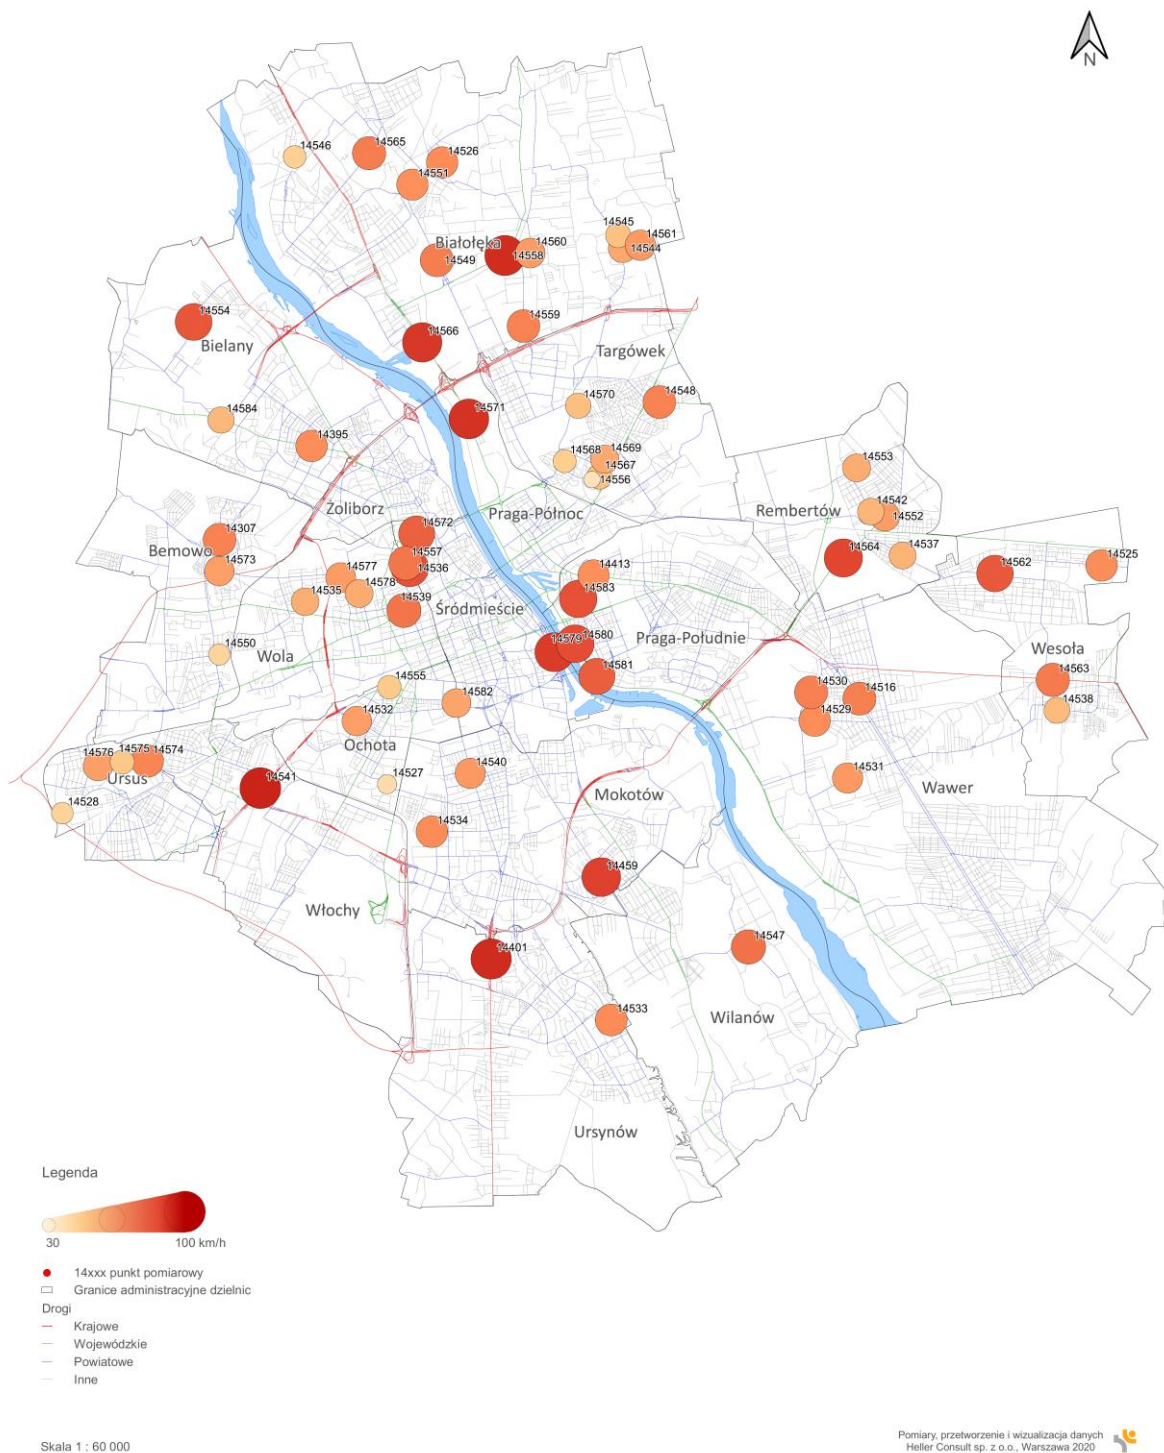 N
14546
14565
14526
14551
14545
14561
14544
Białołęka
14560
14558
14549
14554
Bielany
14566
14559
Targówek
14584
14395
14571
14570
14548
14568
14569
14567
14556
14553
14542
14552
Rembertów
14564
14537
14562
14525
Żoliborz
Praga-Północ
14307
Bemowo
14573
14572
14557
14536
14577
14578
14535
14539
Śródmieście
14413
14583
14579
14580
Praga-Południe
14581
14550
Wola
14555
14582
14532
Ochota
14530
14516
14529
Wesoła
14563
14538
14576
14575
14574
Ursus
14528
14541
14527
14540
Mokotów
14531
Wawer
14534
14459
Włochy
14401
14547
14533
Wilanów
Ursynów
Legenda
30
100 km/h
14xxx punkt pomiarowy
Granice administracyjne dzielnic
Drogi
Krajowe
Wojewódzkie
Powiatowe
Inne
Skala 1 : 60 000
Pomiary, przetworzenie i wizualizacja danych
Heller Consult sp. z o.o., Warszawa 2020